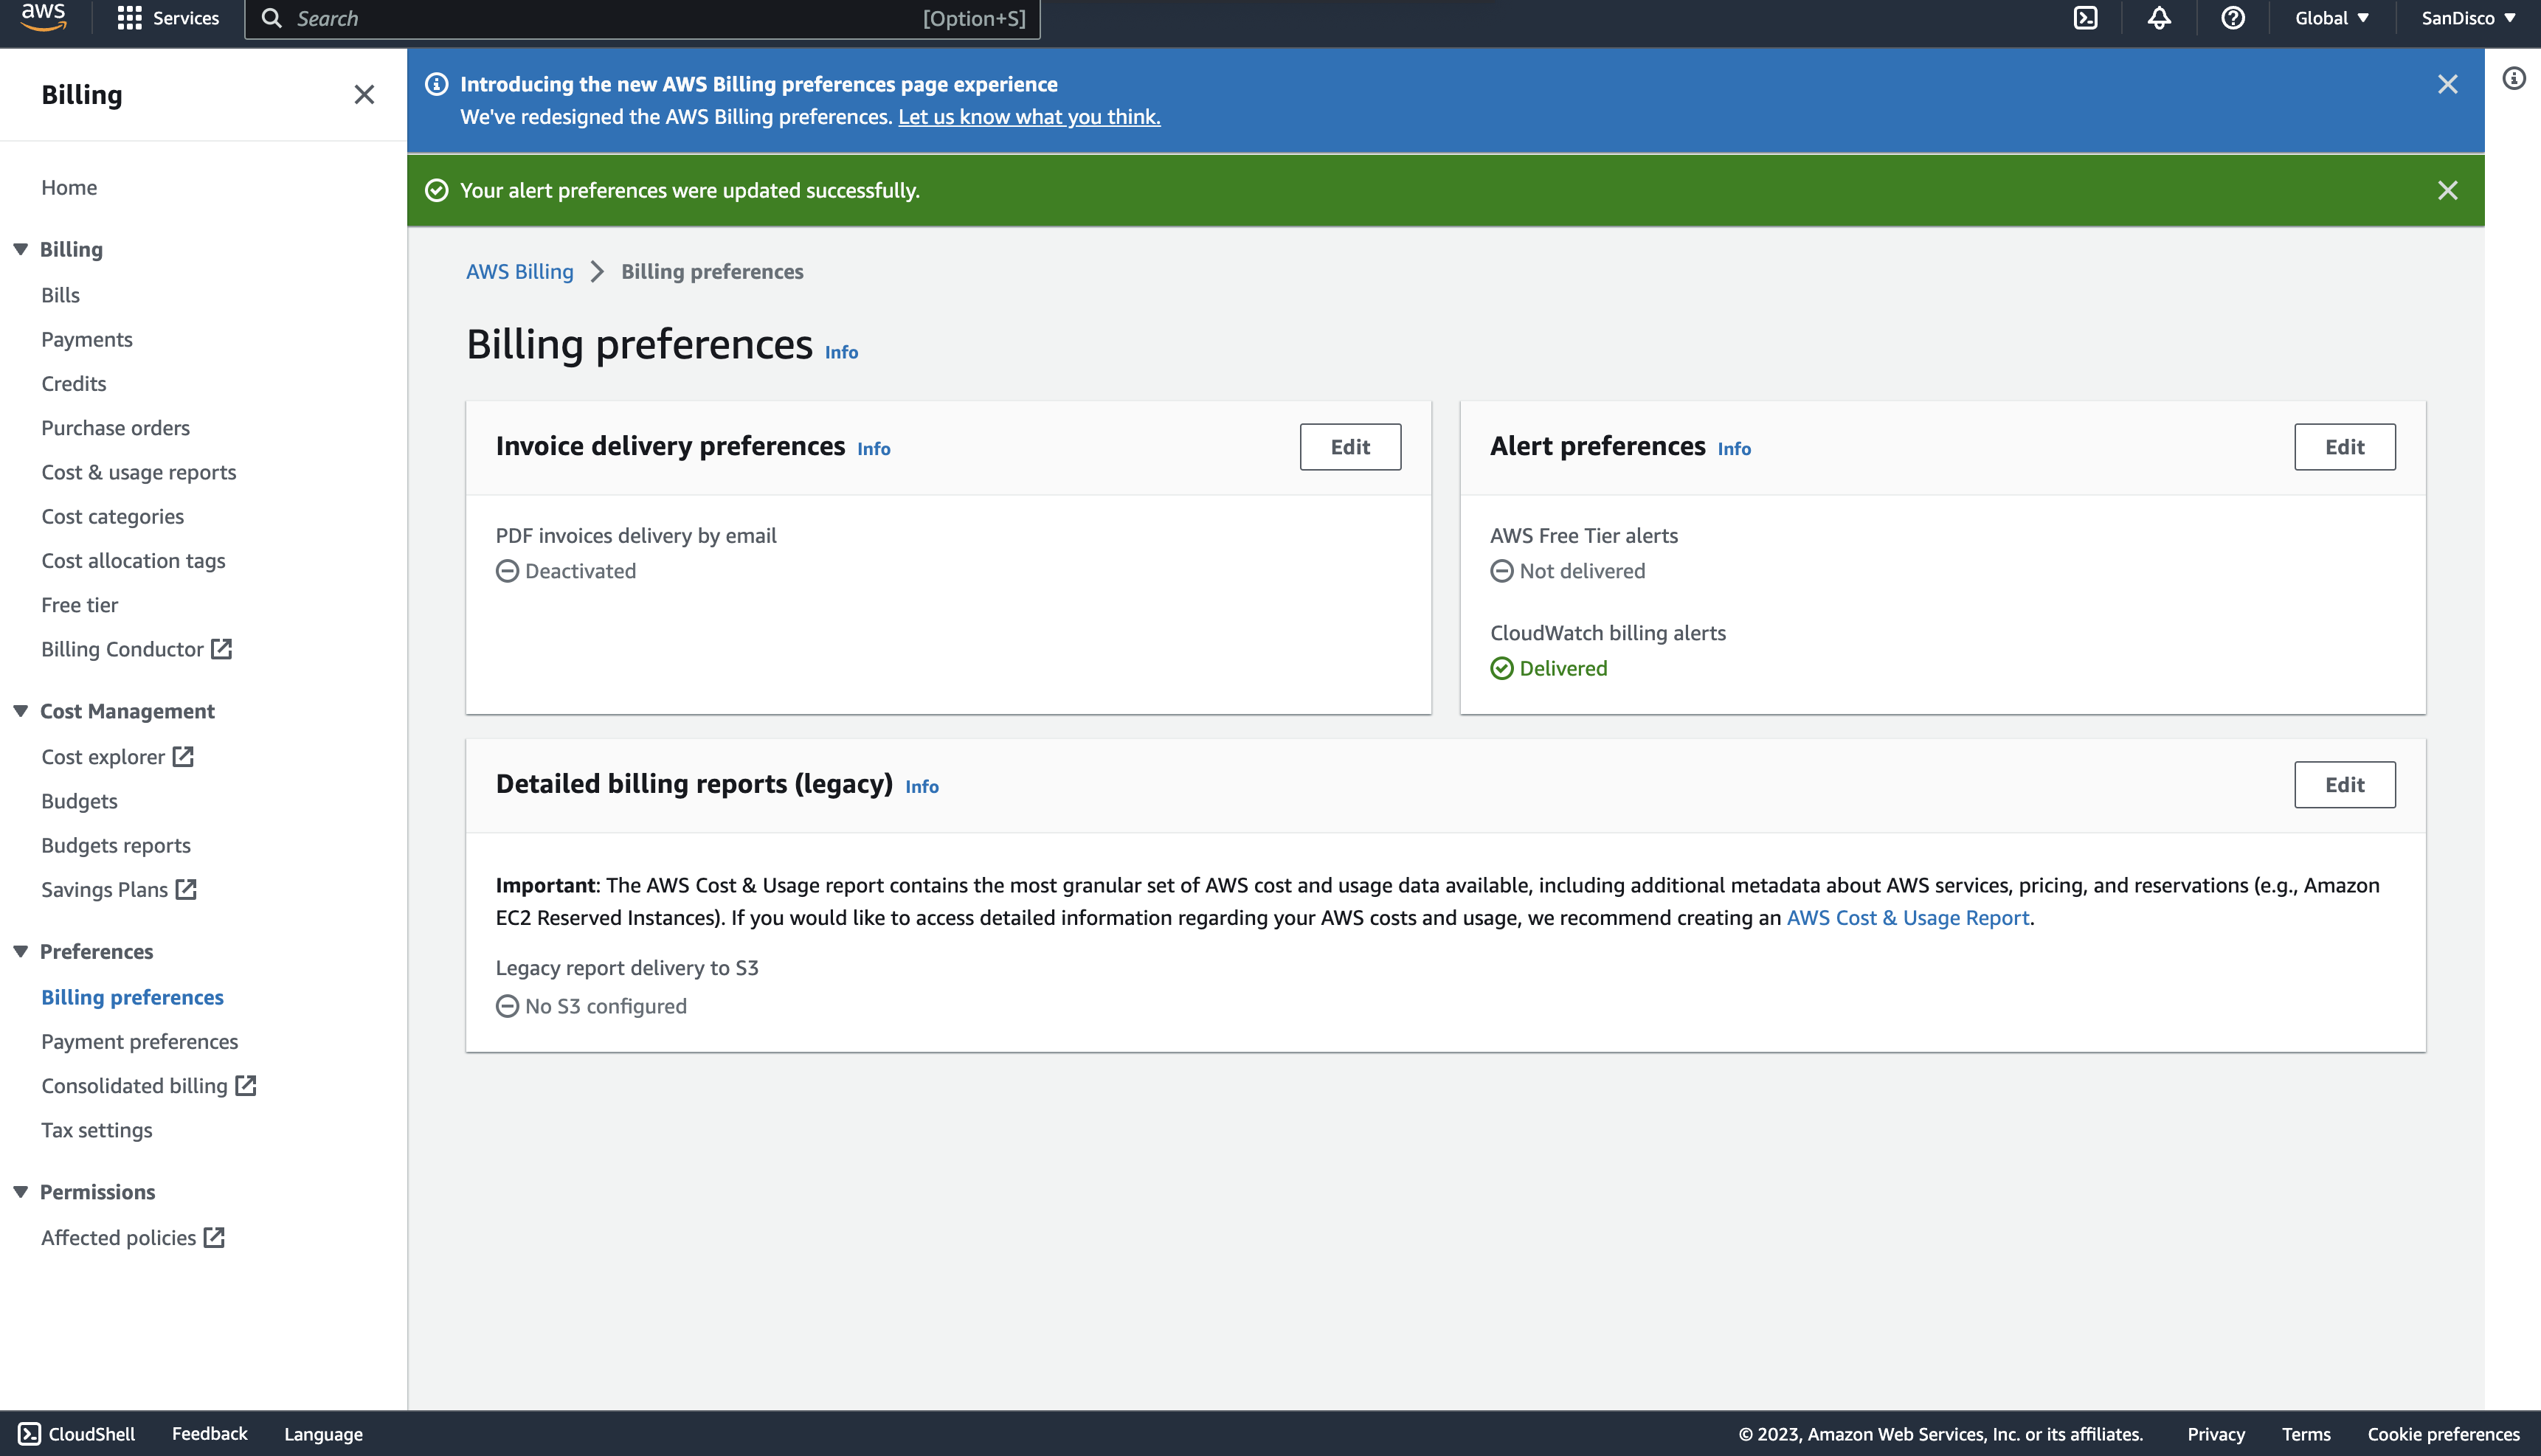 aws
Services
Search
[Option+S]
Global
SanDisco
Billing
Home
Billing
Bills
Payments
Credits
Purchase orders
Cost & usage reports
Cost categories
Cost allocation tags
Free tier
Billing Conductor
Cost Management
Cost explorer
Budgets
Budgets reports
Savings Plans
Preferences
Billing preferences
Payment preferences
Consolidated billing
Tax settings
Permissions
Affected policies
Introducing the new AWS Billing preferences page experience
We've redesigned the AWS Billing preferences. Let us know what you think.
Your alert preferences were updated successfully.
AWS Billing
Billing preferences
Billing preferences Info
Invoice delivery preferences Info
Edit
PDF invoices delivery by email
Deactivated
Alert preferences Info
Edit
AWS Free Tier alerts
Not delivered
CloudWatch billing alerts
Delivered
Detailed billing reports (legacy) Info
Edit
Important: The AWS Cost & Usage report contains the most granular set of AWS cost and usage data available, including additional metadata about AWS services, pricing, and reservations (e.g., Amazon
EC2 Reserved Instances). If you would like to access detailed information regarding your AWS costs and usage, we recommend creating an AWS Cost & Usage Report.
Legacy report delivery to S3
No S3 configured
CloudShell
Feedback
Language
© 2023, Amazon Web Services, Inc. or its affiliates.
Privacy
Terms
Cookie preferences